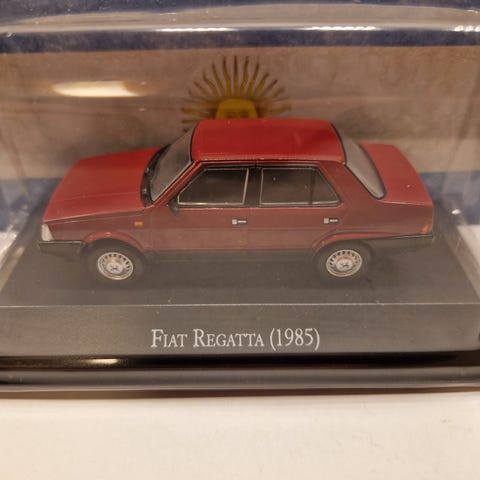 FIAT REGATTA (1985)